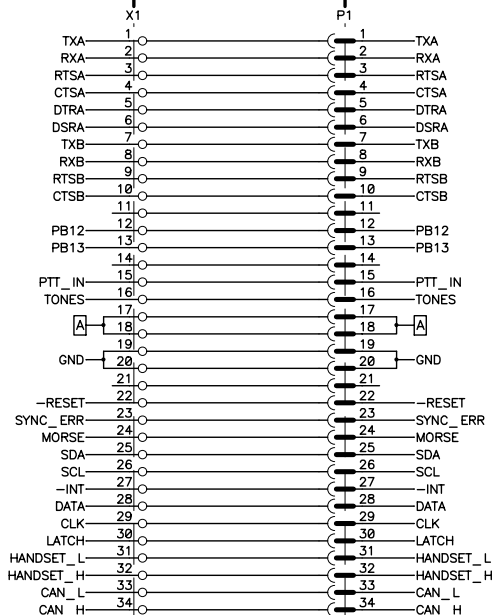 X1 P1
TXA 1 1 TXA
RXA 2 2 RXA
RTSA 3 3 RTSA
CTSA 4 4 CTSA
DTRA 5 5 DTRA
DSRA 6 6 DSRA
TXB 7 7 TXB
RXB 8 8 RXB
RTSB 9 9 RTSB
CTSB 10 10 CTSB
11 11
PB12 12 12 PB12
PB13 13 13 PB13
14 14
PTT_IN 15 15 PTT_IN
TONES 16 16 TONES
17 17
A A
18 18
19 19
GND GND
20 20
21 21
-RESET 22 22 -RESET
SYNC_ERR 23 23 SYNC_ERR
MORSE 24 24 MORSE
SDA 25 25 SDA
SCL 26 26 SCL
-INT 27 27 -INT
DATA 28 28 DATA
CLK 29 29 CLK
LATCH 30 30 LATCH
HANDSET_L 31 31 HANDSET_L
HANDSET_H 32 32 HANDSET_H
CAN_L 33 33 CAN_L
CAN_H 34 34 CAN_H